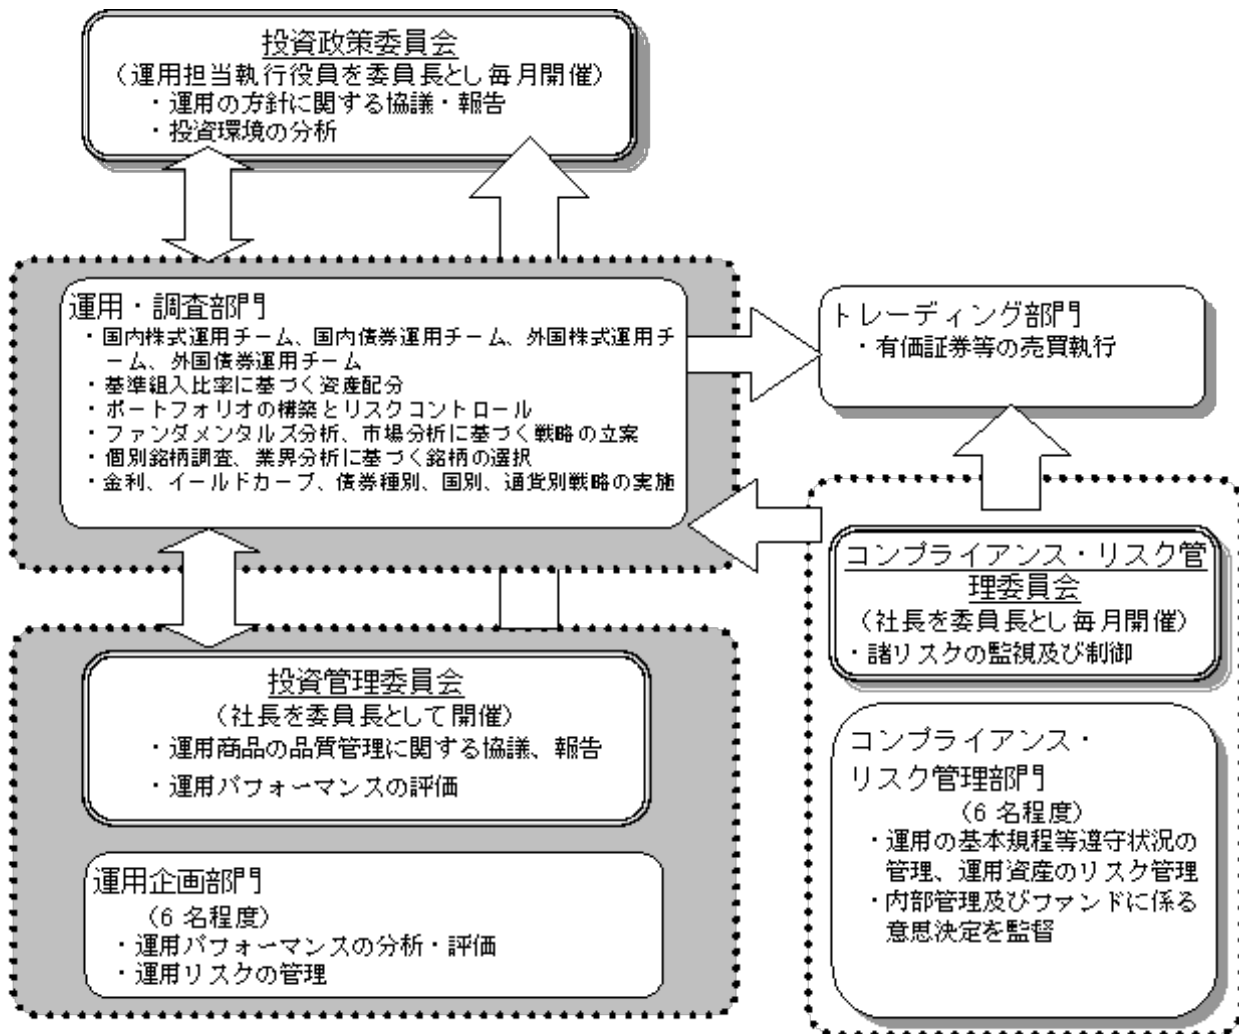 投資政策委員会
（運用担当執行役員を委員長とし毎月開催）
・運用の方針に関する協議・報告
・投資環境の分析
運用・調査部門
・国内株式運用チーム、国内債券運用チーム、外国株式運用チ
ーム、外国債券運用チーム
・基準組入比率に基づく資産配分
・ポートフォリオの構築とリスクコントロール
・ファンダメンタルズ分析、市場分析に基づく戦略の立案
・個別銘柄調査、業界分析に基づく銘柄の選択
・金利、イールドカーブ、債券種別、国別、通貨別戦略の実施
トレーディング部門
・有価証券等の売買執行
投資管理委員会
（社長を委員長として開催）
・運用商品の品質管理に関する協議、報告
・運用パフォーマンスの評価
運用企画部門
（6 名程度）
・運用パフォーマンスの分析・評価
・運用リスクの管理
コンプライアンス・リスク管
理委員会
（社長を委員長とし毎月開催）
・諸リスクの監視及び制御
コンプライアンス・
リスク管理部門
（6 名程度）
・運用の基本規程等遵守状況の
管理、運用資産のリスク管理
・内部管理及びファンドに係る
意思決定を監督